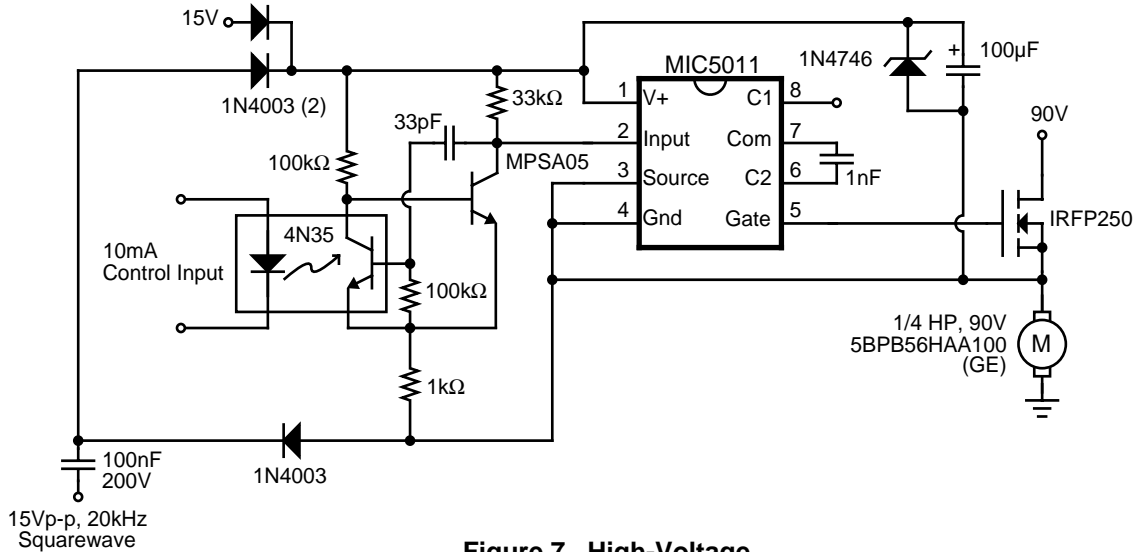 15V
1N4003 (2)
33kΩ
33pF
100kΩ
MPSA05
MIC5011
1 V+ C1 8
2 Input Com 7
3 Source C2 6
4 Gnd Gate 5
1nF
1N4746
+
100µF
90V
IRFP250
10mA
Control Input
4N35
100kΩ
1kΩ
1/4 HP, 90V
5BPB56HAA100
(GE)
M
1N4003
100nF
200V
15Vp-p, 20kHz
Squarewave
Figure 7. High-Voltage